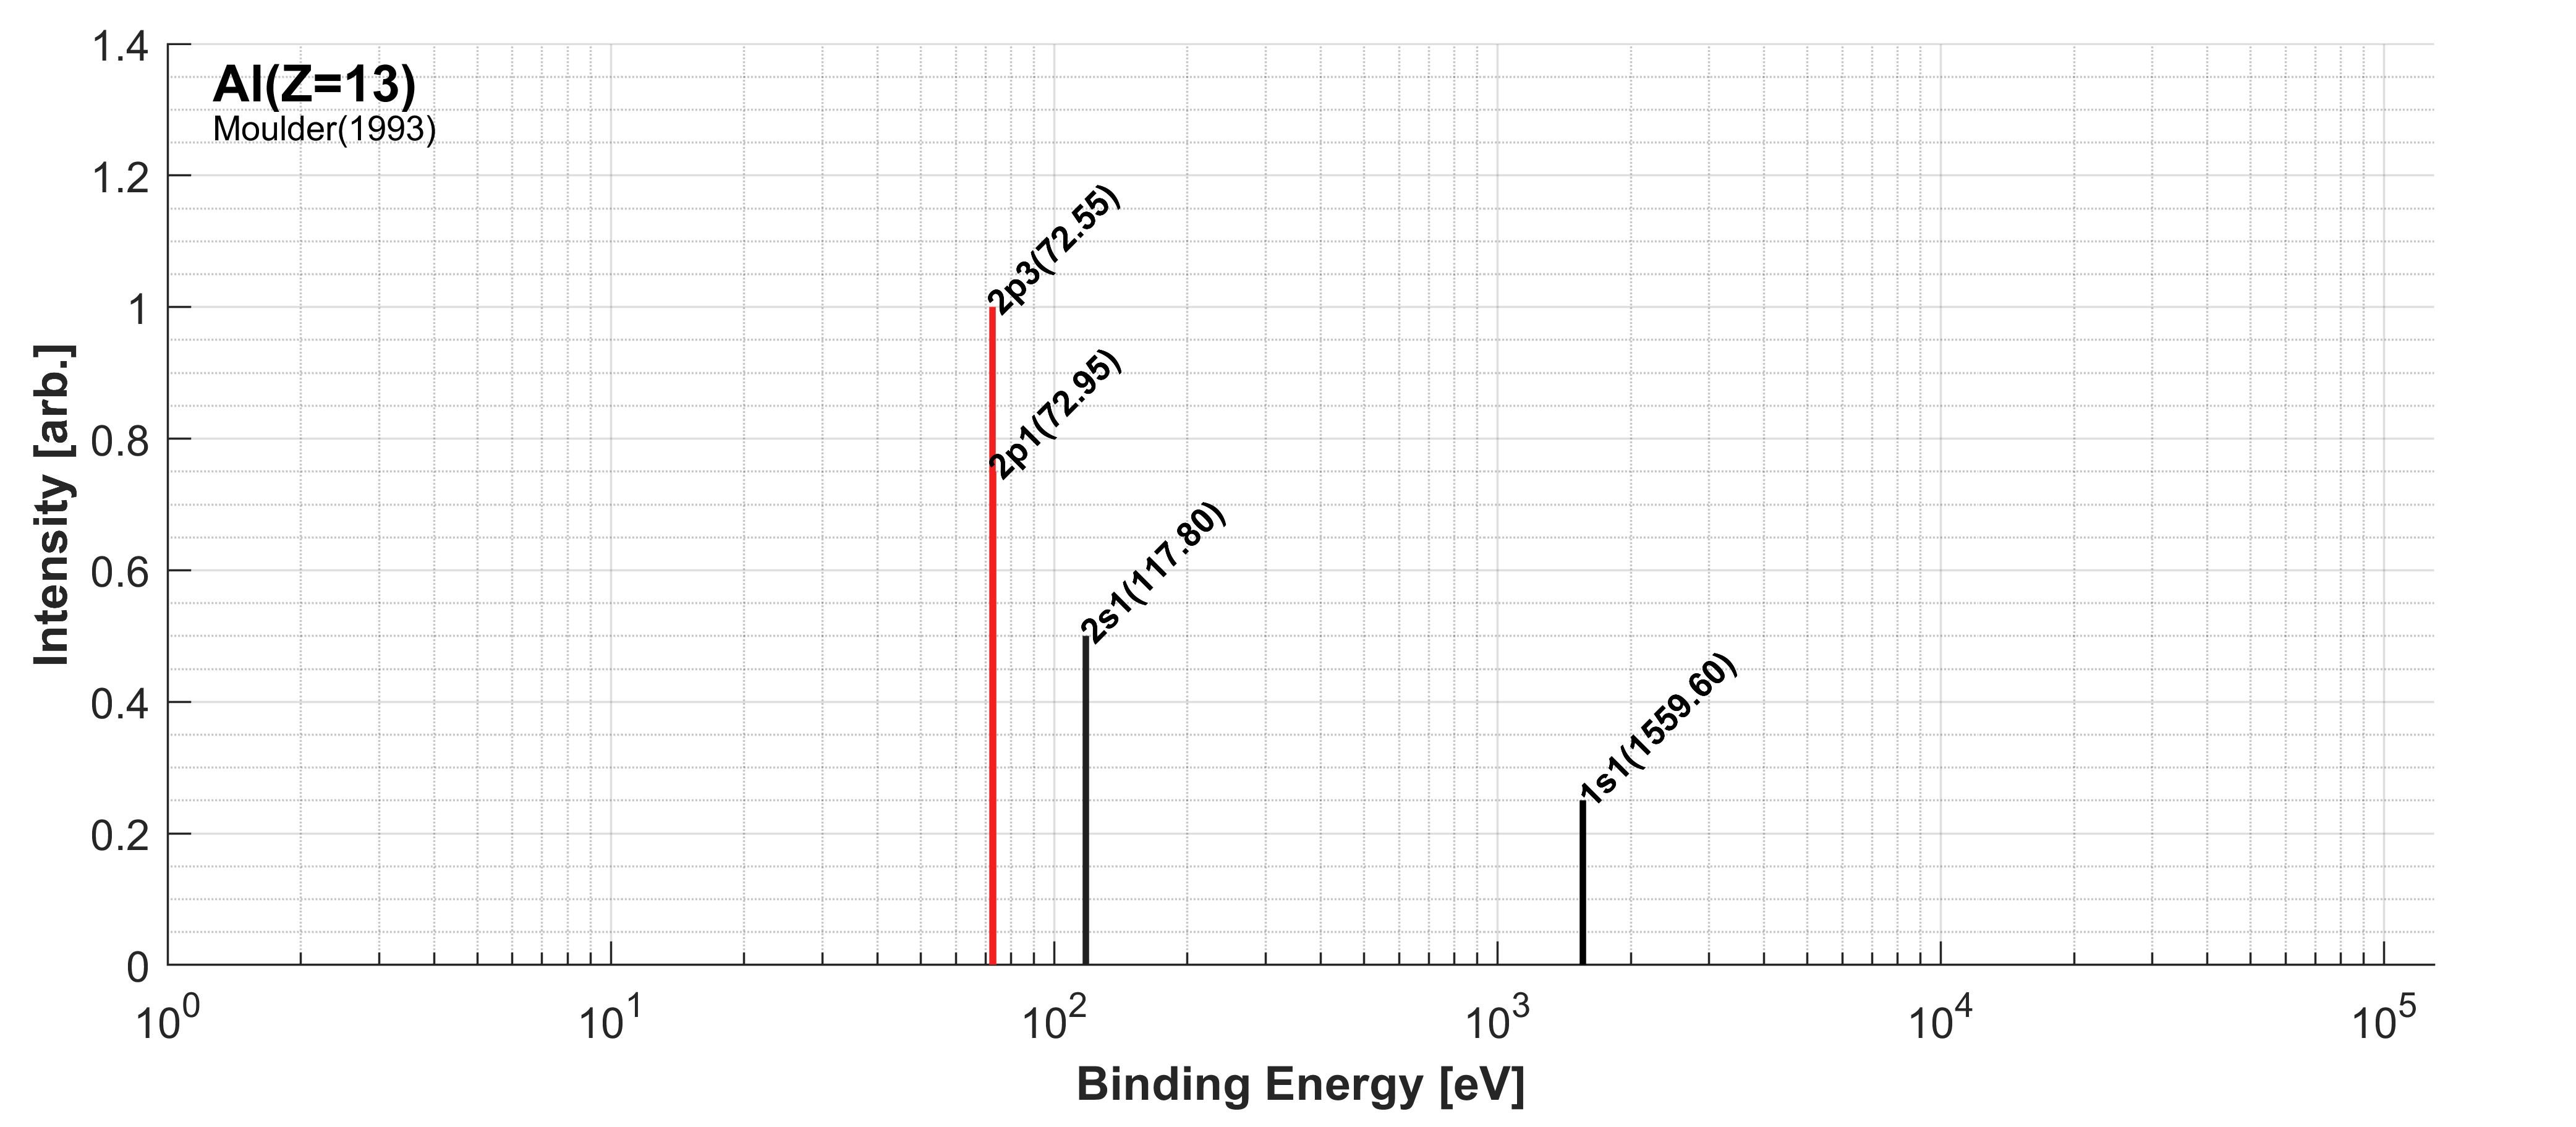 Al(Z=13)
Moulder(1993)
1.4
1.2
1
0.8
0.6
0.4
0.2
0
Intensity [arb.]
2p3(72.55)
2p1(72.95)
2s1(117.80)
1s1(1559.60)
10^0 10^1 10^2 10^3 10^4 10^5
Binding Energy [eV]